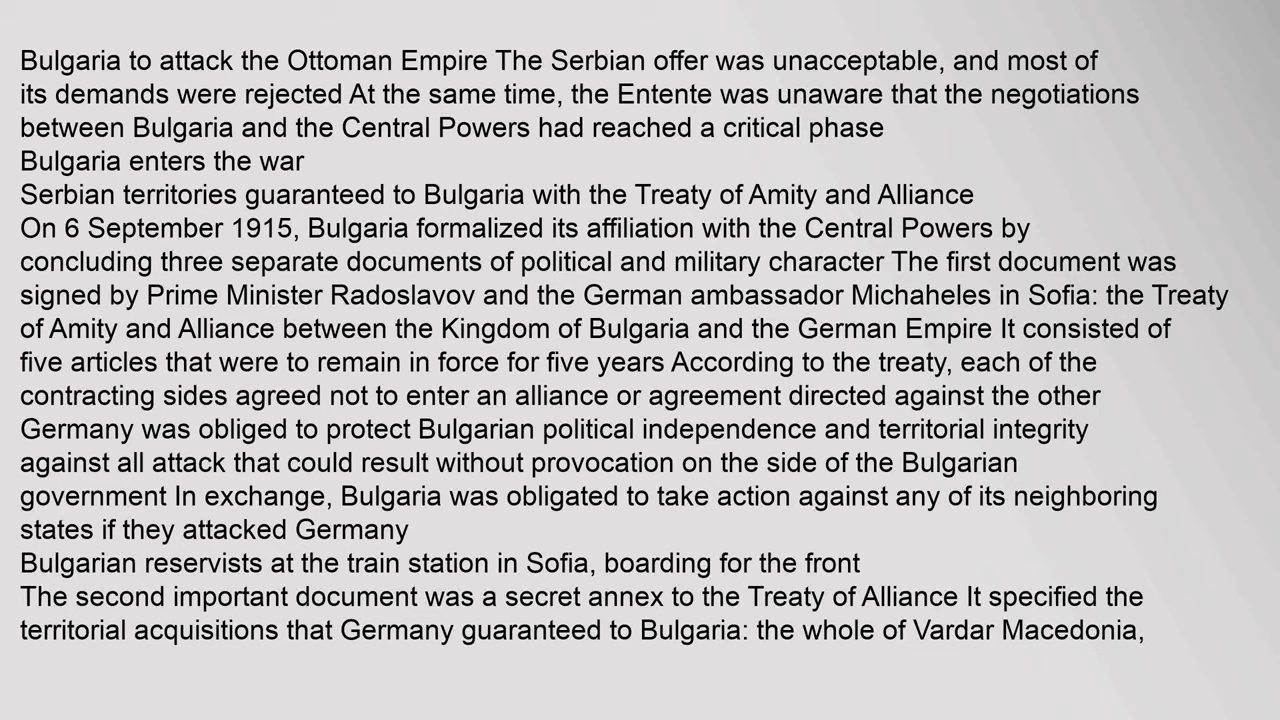 Bulgaria to attack the Ottoman Empire The Serbian offer was unacceptable, and most of
its demands were rejected At the same time, the Entente was unaware that the negotiations
between Bulgaria and the Central Powers had reached a critical phase
Bulgaria enters the war
Serbian territories guaranteed to Bulgaria with the Treaty of Amity and Alliance
On 6 September 1915, Bulgaria formalized its affiliation with the Central Powers by
concluding three separate documents of political and military character The first document was
signed by Prime Minister Radoslavov and the German ambassador Michaheles in Sofia: the Treaty
of Amity and Alliance between the Kingdom of Bulgaria and the German Empire It consisted of
five articles that were to remain in force for five years According to the treaty, each of the
contracting sides agreed not to enter an alliance or agreement directed against the other
Germany was obliged to protect Bulgarian political independence and territorial integrity
against all attack that could result without provocation on the side of the Bulgarian
government In exchange, Bulgaria was obligated to take action against any of its neighboring
states if they attacked Germany
Bulgarian reservists at the train station in Sofia, boarding for the front
The second important document was a secret annex to the Treaty of Alliance It specified the
territorial acquisitions that Germany guaranteed to Bulgaria: the whole of Vardar Macedonia,